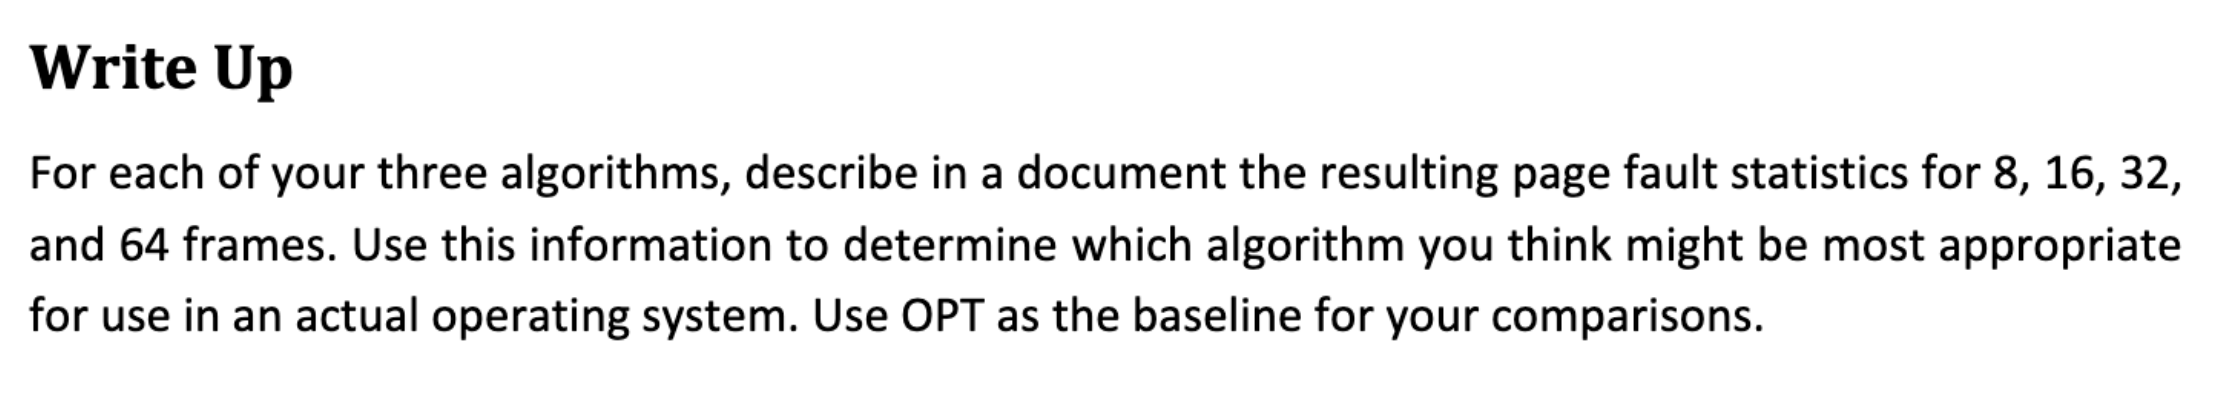 Write Up
For each of your three algorithms, describe in a document the resulting page fault statistics for 8, 16, 32,
and 64 frames. Use this information to determine which algorithm you think might be most appropriate
for use in an actual operating system. Use OPT as the baseline for your comparisons.